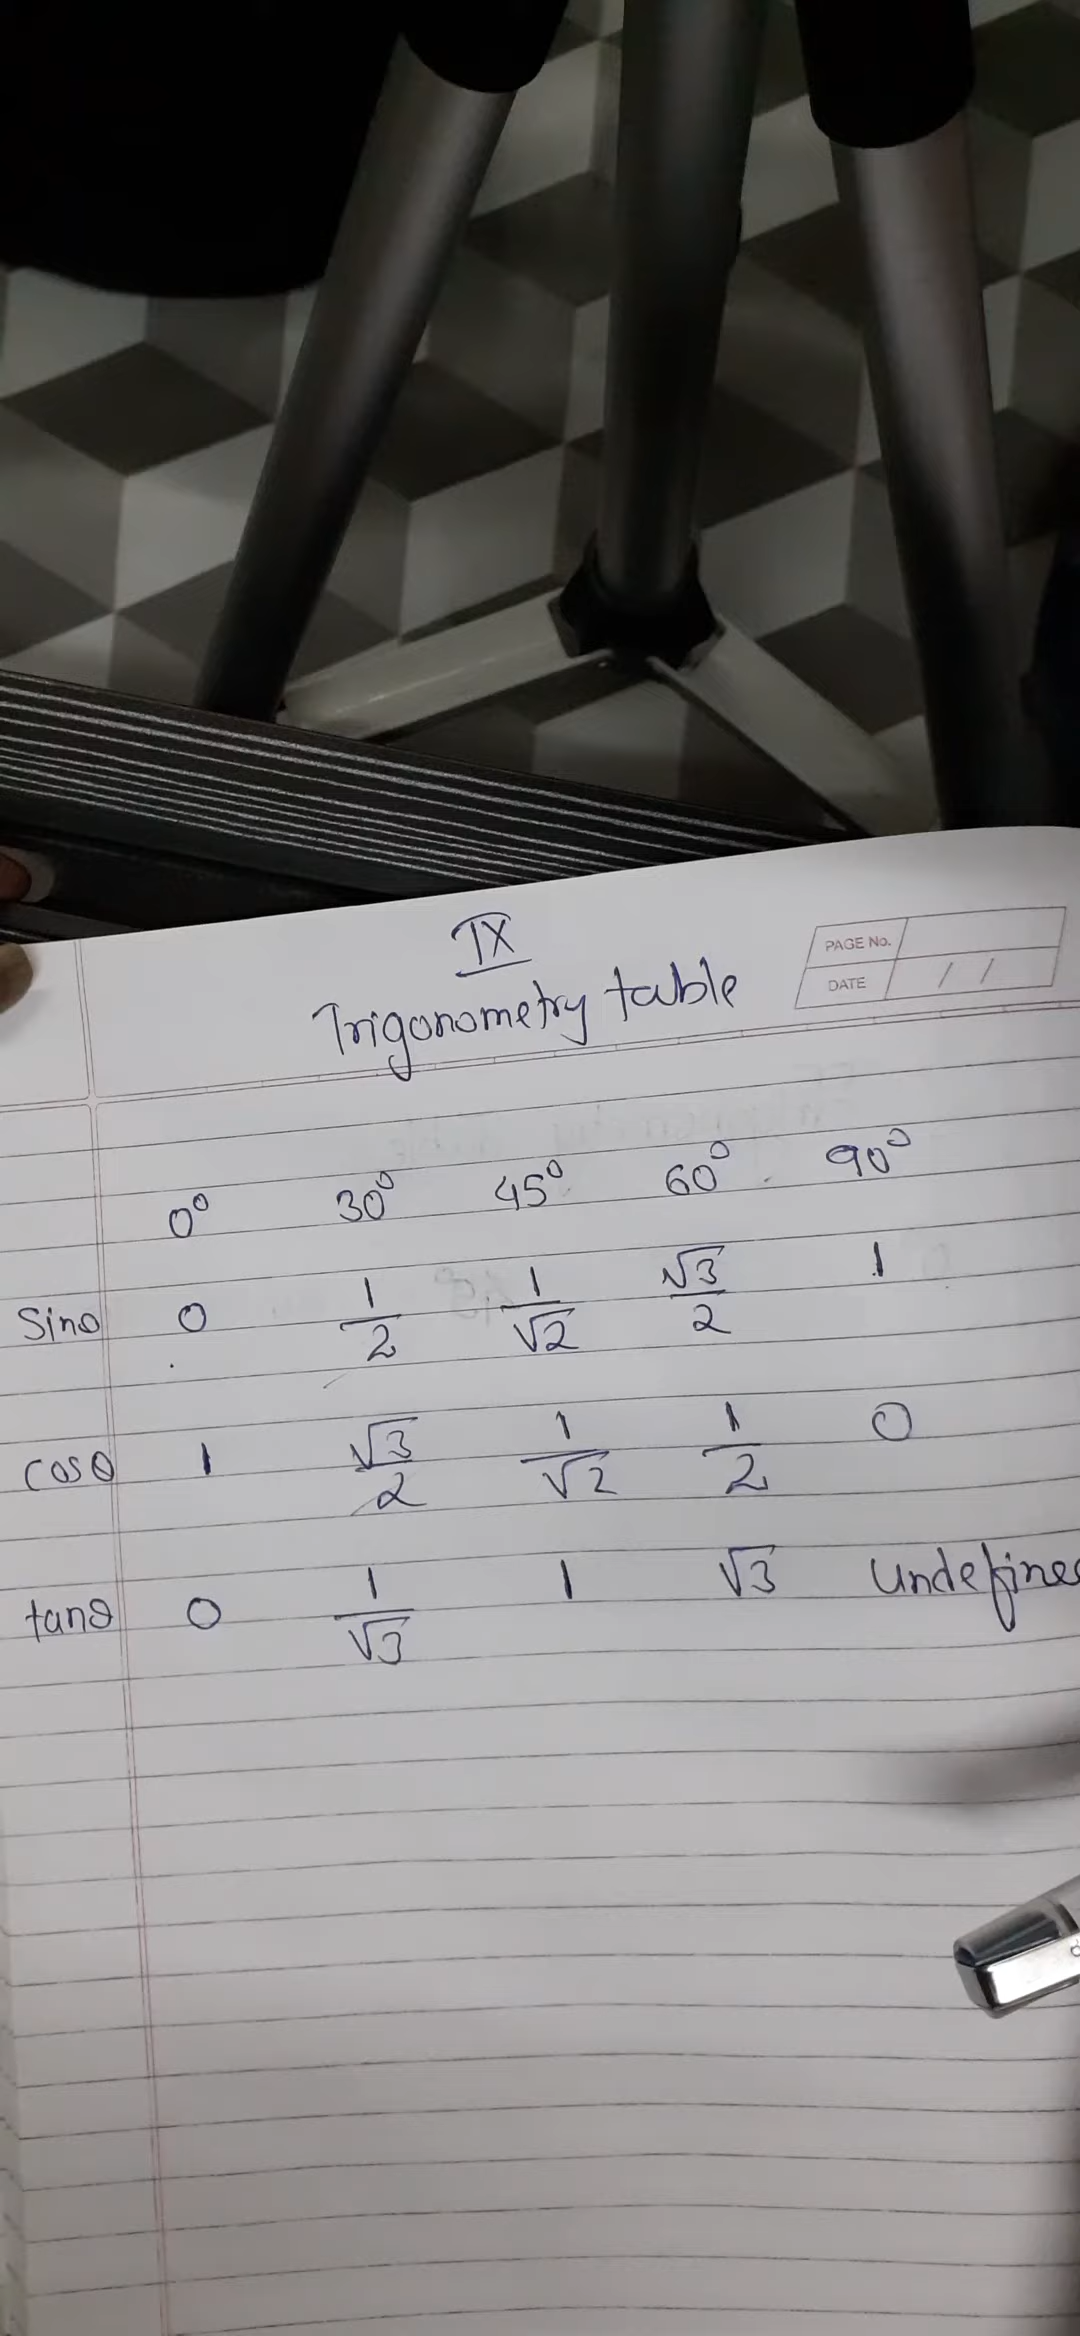 IX
Trigonometry table
PAGE No.
DATE / /
0° 30° 45° 60° 90°
Sinθ 0 1/2 1/√2 √3/2 1
cosθ 1 √3/2 1/√2 1/2 0
tanθ 0 1/√3 1 √3 undefined